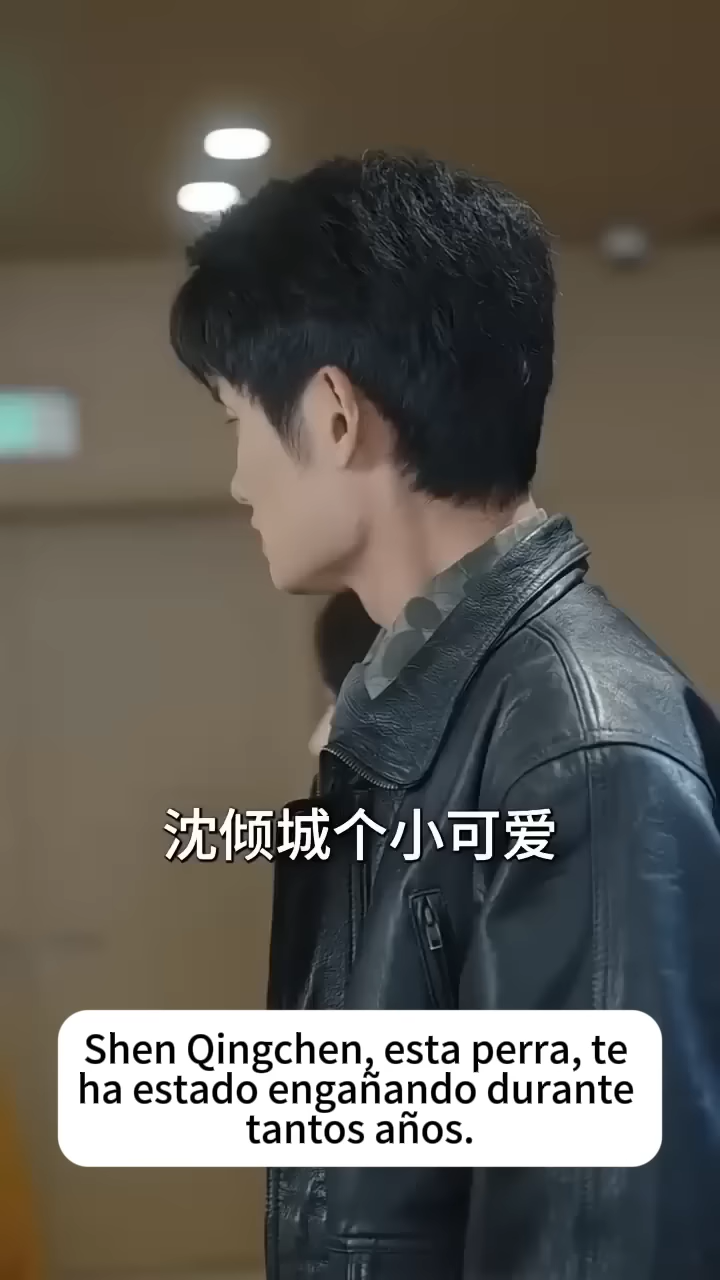 沈倾城个小可爱
Shen Qingchen, esta perra, te
ha estado engañando durante
tantos años.